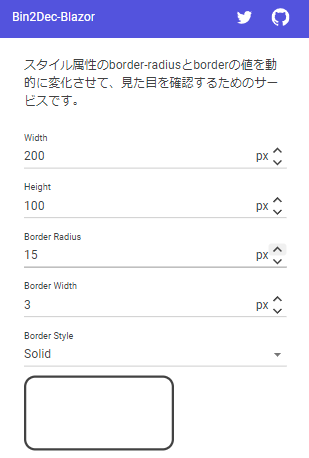 Bin2Dec-Blazor
スタイル属性のborder-radiusとborderの値を動
的に変化させて、見た目を確認するためのサー
ビスです。
Width
200 px
Height
100 px
Border Radius
15 px
Border Width
3 px
Border Style
Solid